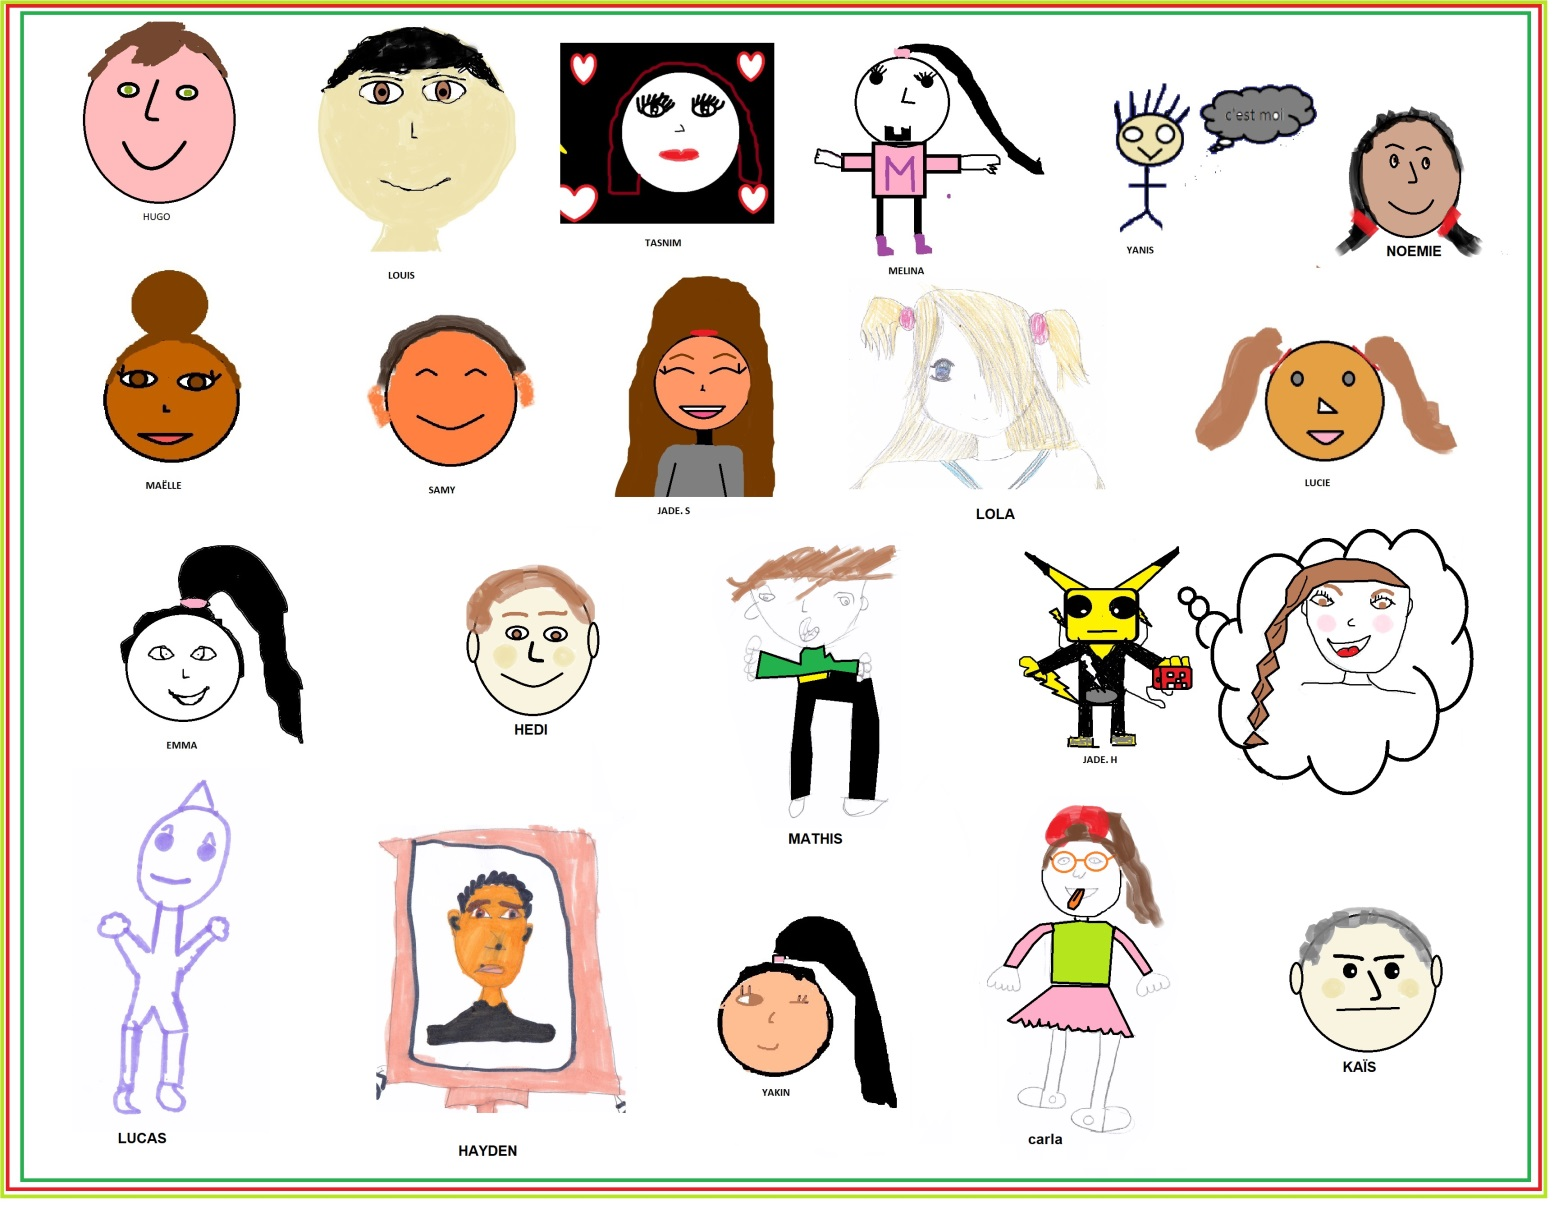 c'est moi
HUGO
LOUIS
TASNIM
M
MELINA
YANIS
NOEMIE
MAËLLE
SAMY
JADE. S
LOLA
LUCIE
EMMA
HEDI
MATHIS
JADE. H
LUCAS
HAYDEN
YAKIN
carla
KAÏS